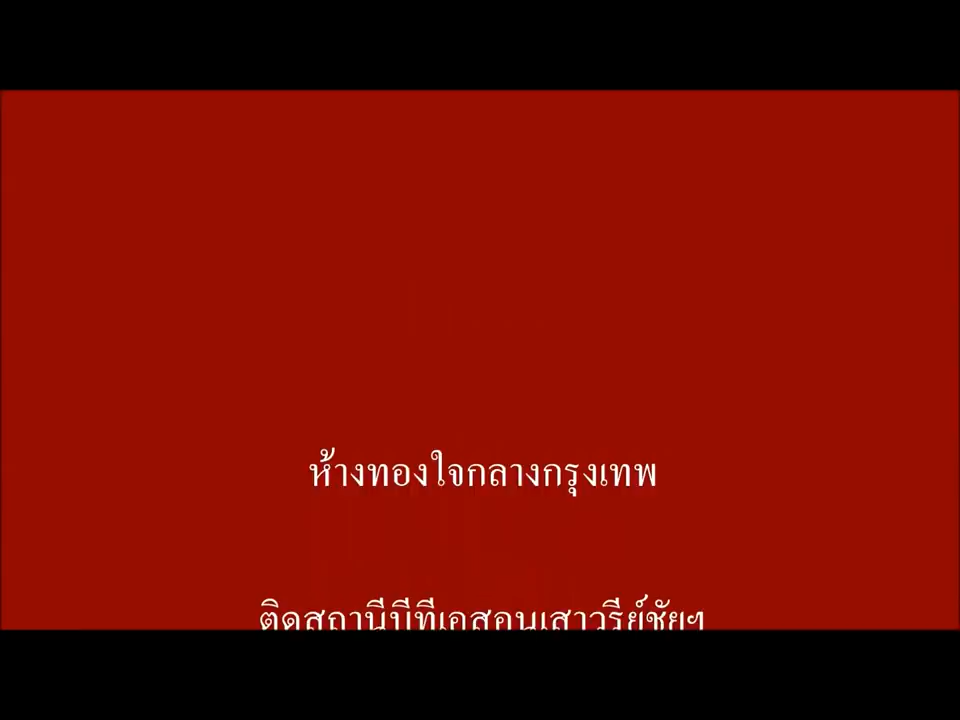 ห้างทองใจกลางกรุงเทพ
ติดสถานีบีทีเอสอนุเสาวรีย์ชัยฯ